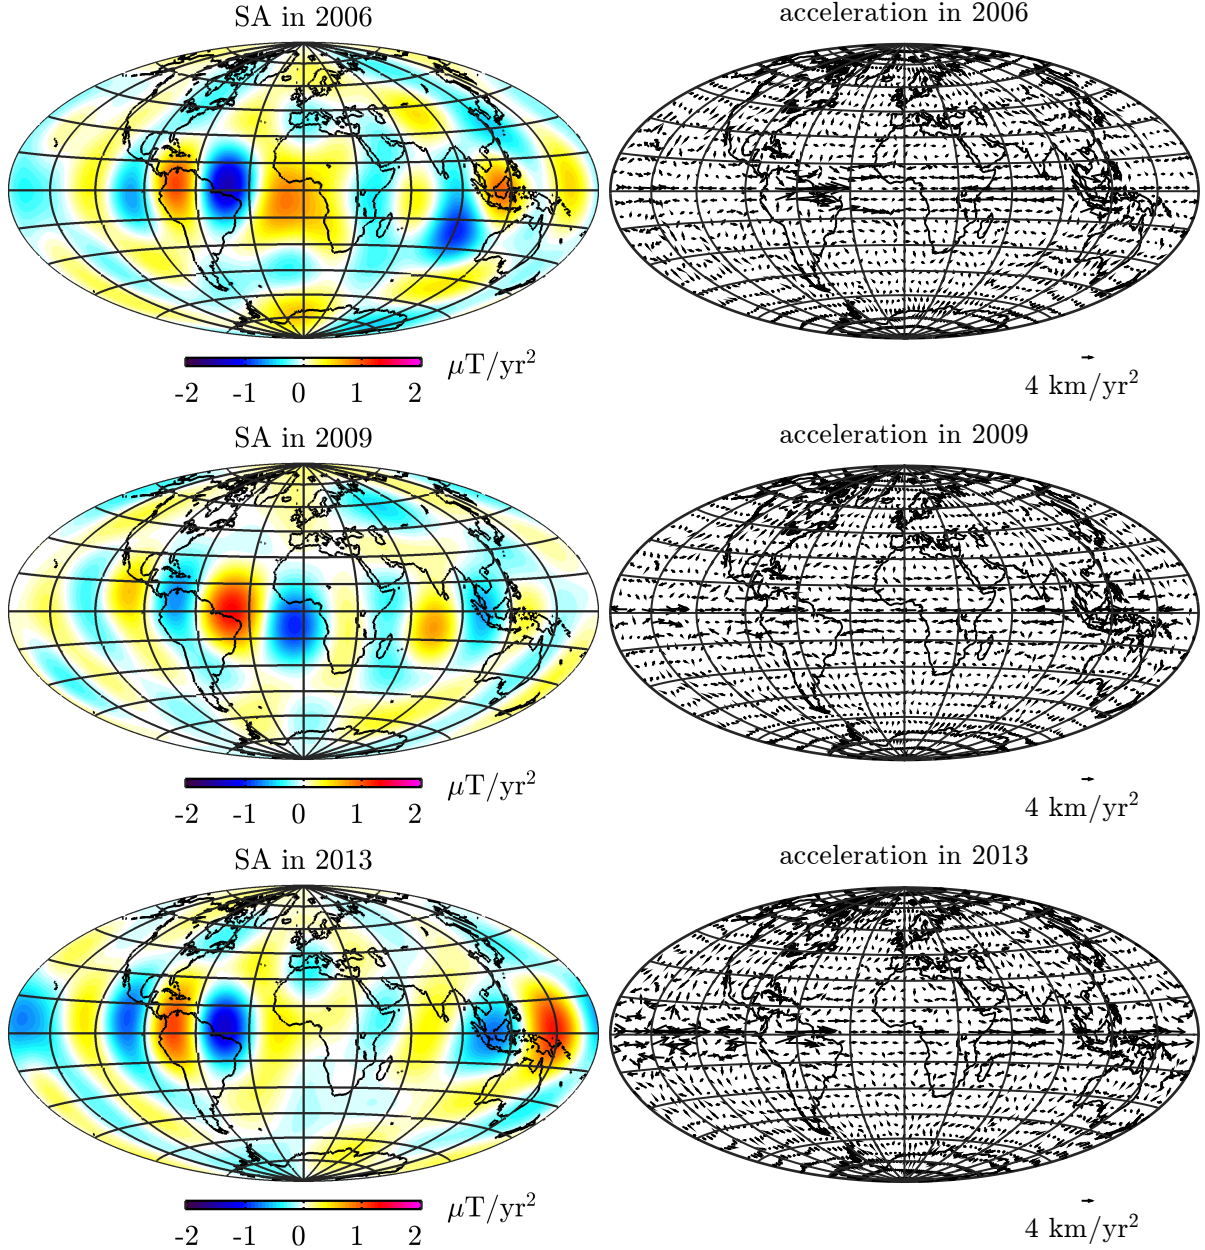 SA in 2006
acceleration in 2006
-2 -1 0 1 2
μT/yr²
4 km/yr²
SA in 2009
acceleration in 2009
-2 -1 0 1 2
μT/yr²
4 km/yr²
SA in 2013
acceleration in 2013
-2 -1 0 1 2
μT/yr²
4 km/yr²